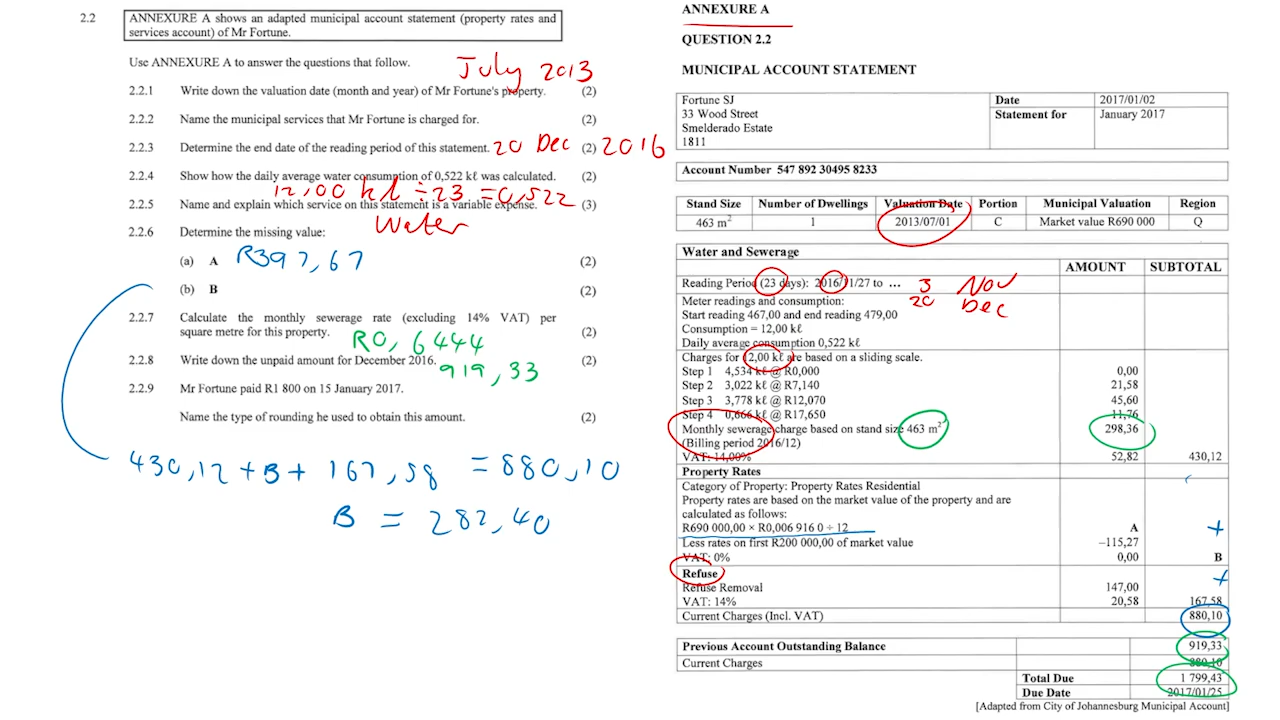 2.2 ANNEXURE A shows an adapted municipal account statement (property rates and
services account) of Mr Fortune.
Use ANNEXURE A to answer the questions that follow.
July 2013
2.2.1 Write down the valuation date (month and year) of Mr Fortune's property. (2)
2.2.2 Name the municipal services that Mr Fortune is charged for. (2)
2.2.3 Determine the end date of the reading period of this statement. 20 Dec (2) 2016
2.2.4 Show how the daily average water consumption of 0,522 kℓ was calculated. (2)
12,00 kl ÷ 23 = 0,522
2.2.5 Name and explain which service on this statement is a variable expense. (3)
Water
2.2.6 Determine the missing value:
(a) A R397,67 (2)
(b) B (2)
2.2.7 Calculate the monthly sewerage rate (excluding 14% VAT) per
square metre for this property. (2)
R0,6444
2.2.8 Write down the unpaid amount for December 2016. (2)
919,33
2.2.9 Mr Fortune paid R1 800 on 15 January 2017.
Name the type of rounding he used to obtain this amount. (2)
430,12 + B + 167,58 = 880,10
B = 282,40
ANNEXURE A
QUESTION 2.2
MUNICIPAL ACCOUNT STATEMENT
Fortune SJ Date 2017/01/02
33 Wood Street Statement for January 2017
Smelderado Estate
1811
Account Number 547 892 30495 8233
Stand Size Number of Dwellings Valuation Date Portion Municipal Valuation Region
463 m² 1 2013/07/01 C Market value R690 000 Q
Water and Sewerage
AMOUNT SUBTOTAL
Reading Period (23 days): 2016/11/27 to ... 3 Nov
20 Dec
Meter readings and consumption:
Start reading 467,00 and end reading 479,00
Consumption = 12,00 kℓ
Daily average consumption 0,522 kℓ
Charges for 12,00 kℓ are based on a sliding scale.
Step 1 4,534 kℓ @ R0,000 0,00
Step 2 3,022 kℓ @ R7,140 21,58
Step 3 3,778 kℓ @ R12,070 45,60
Step 4 0,666 kℓ @ R17,650 11,76
Monthly sewerage charge based on stand size 463 m² 298,36
(Billing period 2016/12)
VAT: 14,00% 52,82 430,12
Property Rates
Category of Property: Property Rates Residential
Property rates are based on the market value of the property and are
calculated as follows:
R690 000,00 × R0,006 916 0 ÷ 12 A +
Less rates on first R200 000,00 of market value –115,27
VAT: 0% 0,00 B
Refuse +
Refuse Removal 147,00
VAT: 14% 20,58 167,58
Current Charges (Incl. VAT) 880,10
Previous Account Outstanding Balance 919,33
Current Charges 880,10
Total Due 1 799,43
Due Date 2017/01/25
[Adapted from City of Johannesburg Municipal Account]